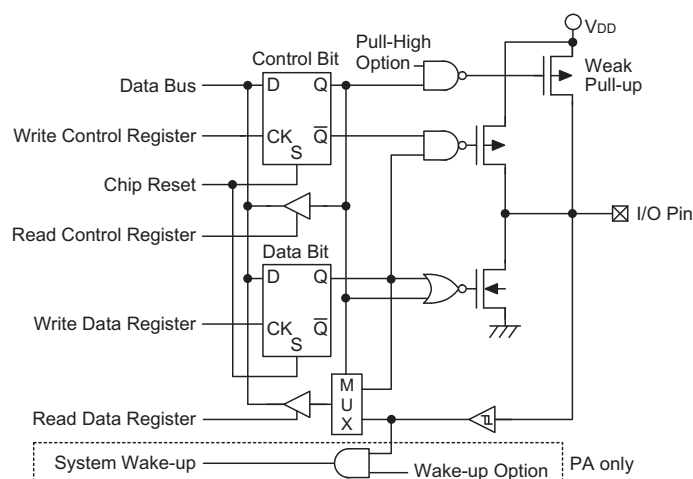 VDD
Control Bit
Pull-High
Option
Weak
Pull-up
Data Bus
D
Q
Write Control Register
CK
Q
S
Chip Reset
I/O Pin
Read Control Register
Data Bit
D
Q
Write Data Register
CK
Q
S
M
U
X
Read Data Register
System Wake-up
Wake-up Option
PA only